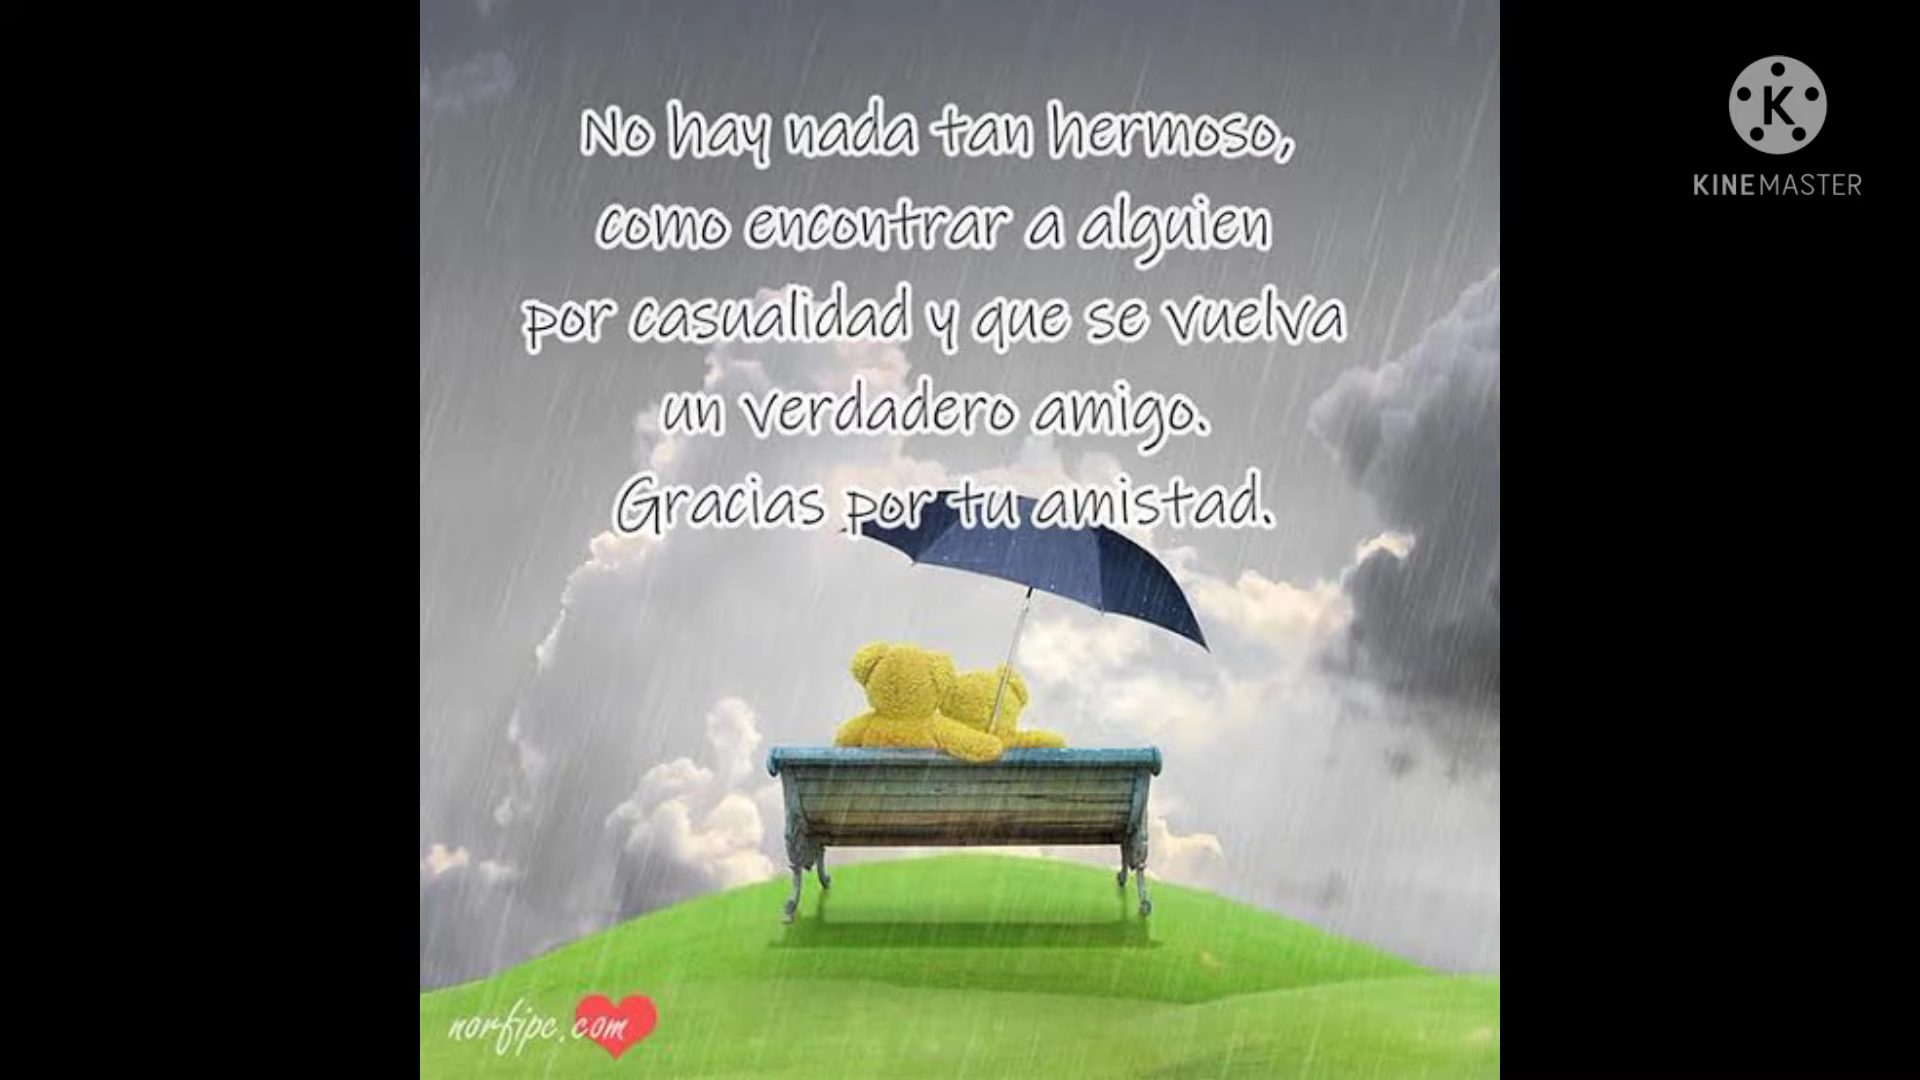 No hay nada tan hermoso,
como encontrar a alguien
por casualidad y que se vuelva
un verdadero amigo.
Gracias por tu amistad.
norfipc.com
K
KINEMASTER